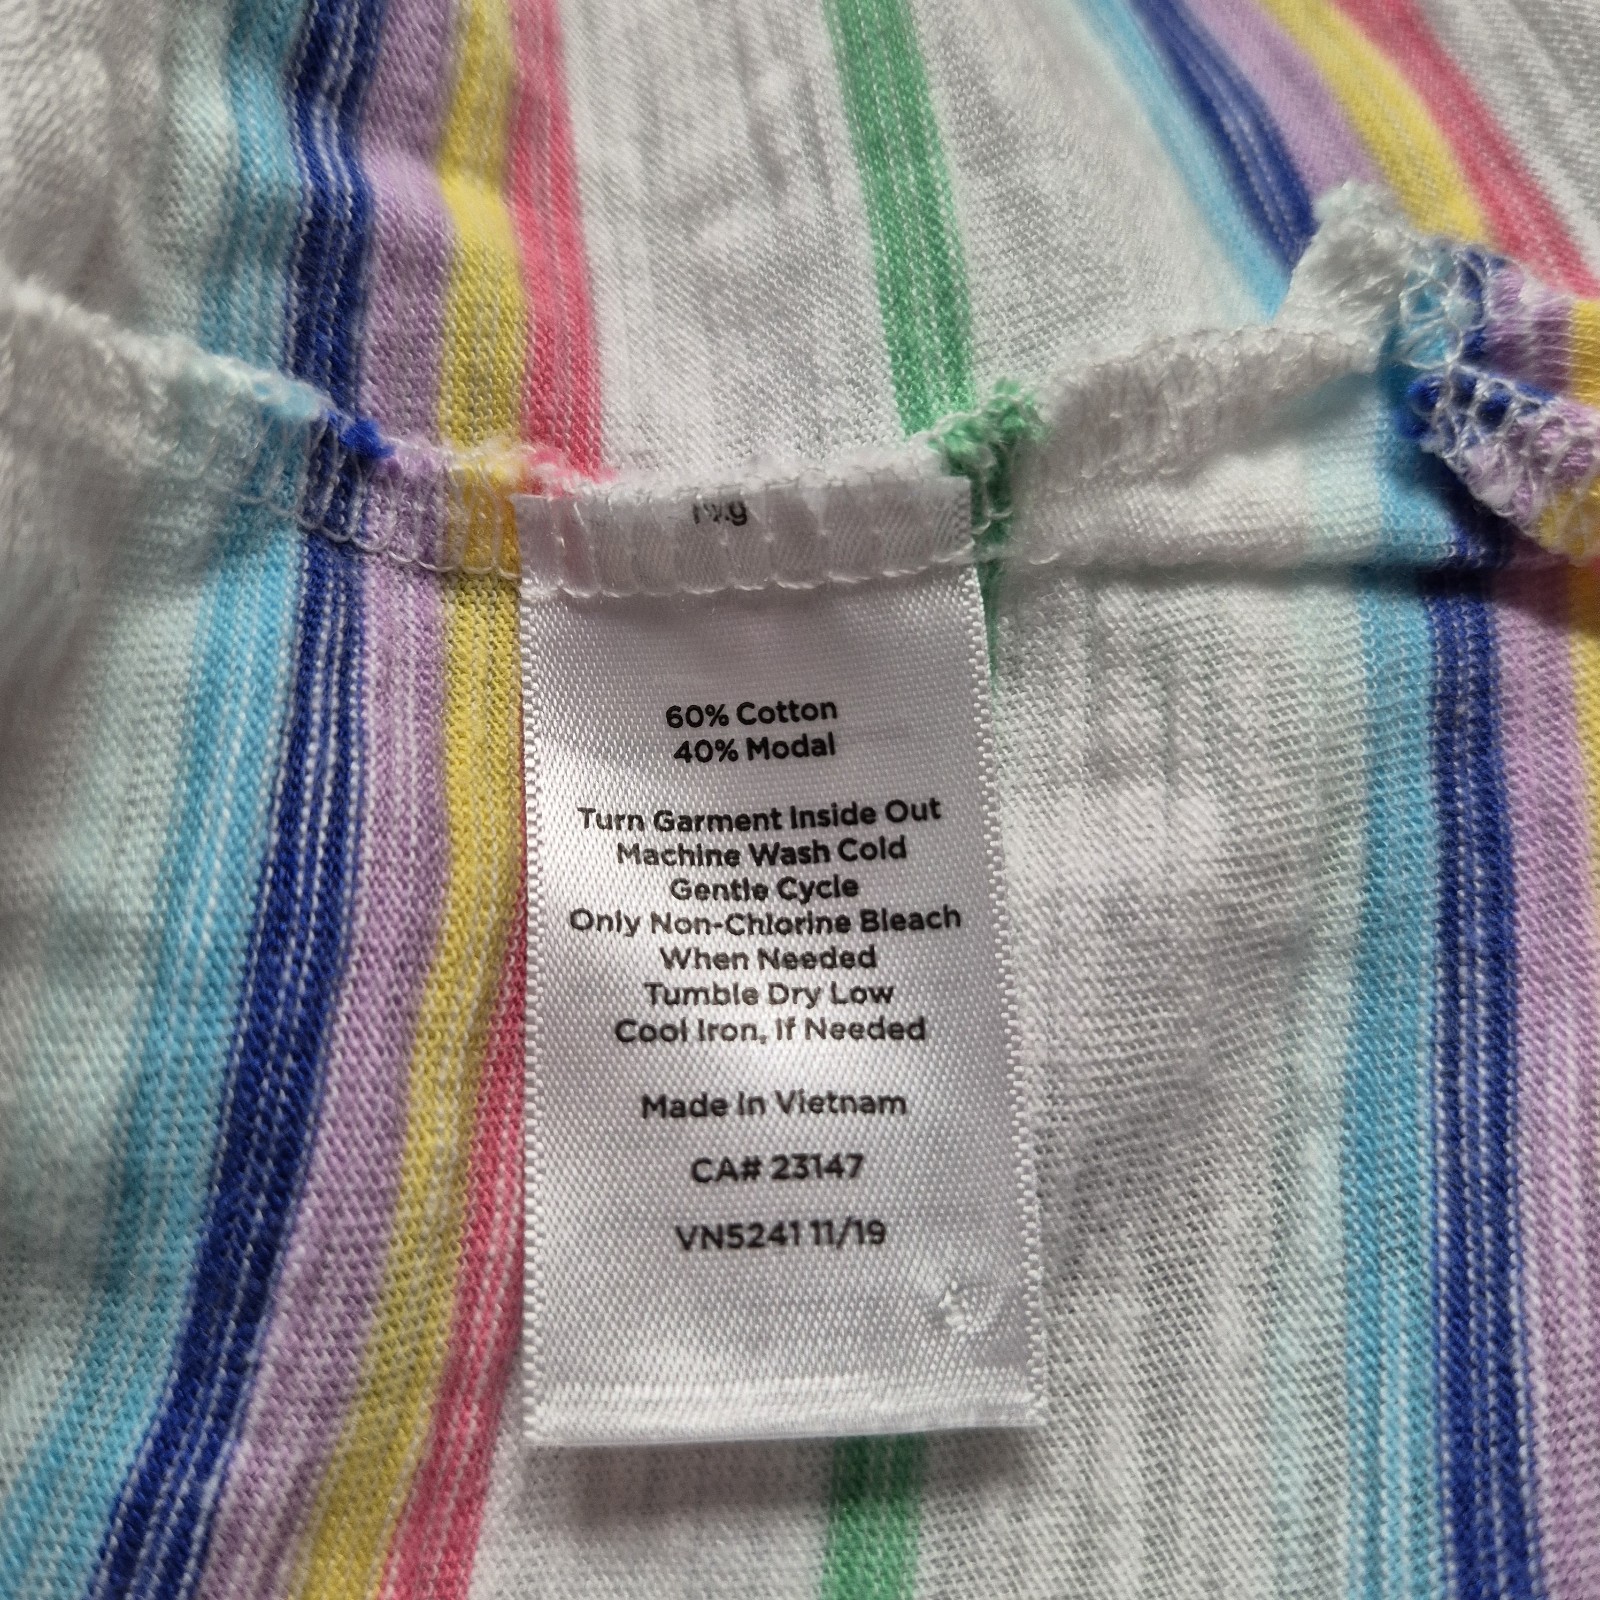 60% Cotton
40% Modal
Turn Garment Inside Out
Machine Wash Cold
Gentle Cycle
Only Non-Chlorine Bleach
When Needed
Tumble Dry Low
Cool Iron, If Needed
Made In Vietnam
CA# 23147
VN5241 11/19